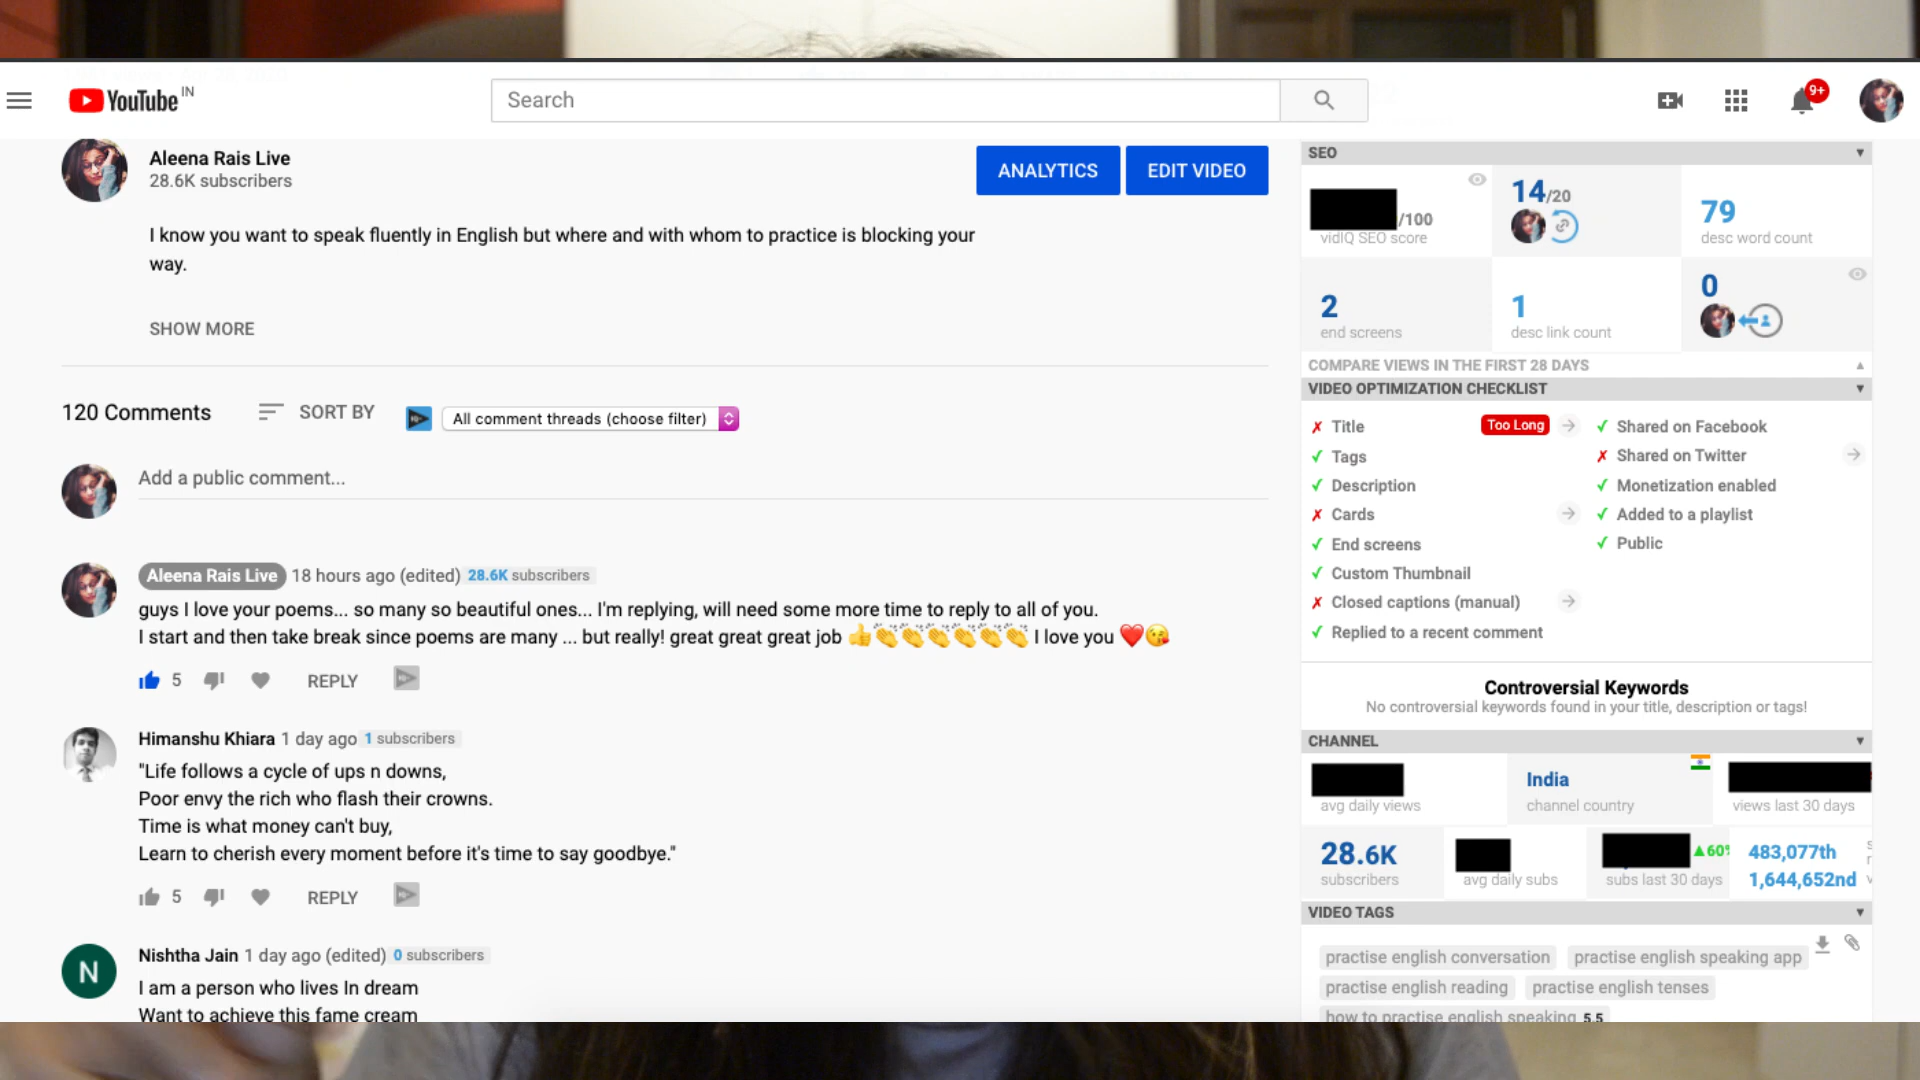 YouTube IN
Search
9+
Aleena Rais Live
28.6K subscribers
ANALYTICS
EDIT VIDEO
I know you want to speak fluently in English but where and with whom to practice is blocking your
way.
SHOW MORE
120 Comments
SORT BY
All comment threads (choose filter)
Add a public comment...
Aleena Rais Live 18 hours ago (edited) 28.6K subscribers
guys I love your poems... so many so beautiful ones... I'm replying, will need some more time to reply to all of you.
I start and then take break since poems are many ... but really! great great great job 👍👏👏👏👏👏👏 I love you ❤️😘
5
REPLY
Himanshu Khiara 1 day ago 1 subscribers
"Life follows a cycle of ups n downs,
Poor envy the rich who flash their crowns.
Time is what money can't buy,
Learn to cherish every moment before it's time to say goodbye."
5
REPLY
N
Nishtha Jain 1 day ago (edited) 0 subscribers
I am a person who lives In dream
Want to achieve this fame cream
SEO
/100
vidIQ SEO score
14/20
79
desc word count
2
end screens
1
desc link count
0
COMPARE VIEWS IN THE FIRST 28 DAYS
VIDEO OPTIMIZATION CHECKLIST
✗ Title Too Long
✓ Tags
✓ Description
✗ Cards
✓ End screens
✓ Custom Thumbnail
✗ Closed captions (manual)
✓ Replied to a recent comment
✓ Shared on Facebook
✗ Shared on Twitter
✓ Monetization enabled
✓ Added to a playlist
✓ Public
Controversial Keywords
No controversial keywords found in your title, description or tags!
CHANNEL
avg daily views
India
channel country
views last 30 days
28.6K
subscribers
avg daily subs
▲60%
subs last 30 days
483,077th
1,644,652nd
VIDEO TAGS
practise english conversation
practise english speaking app
practise english reading
practise english tenses
how to practise english speaking 5.5